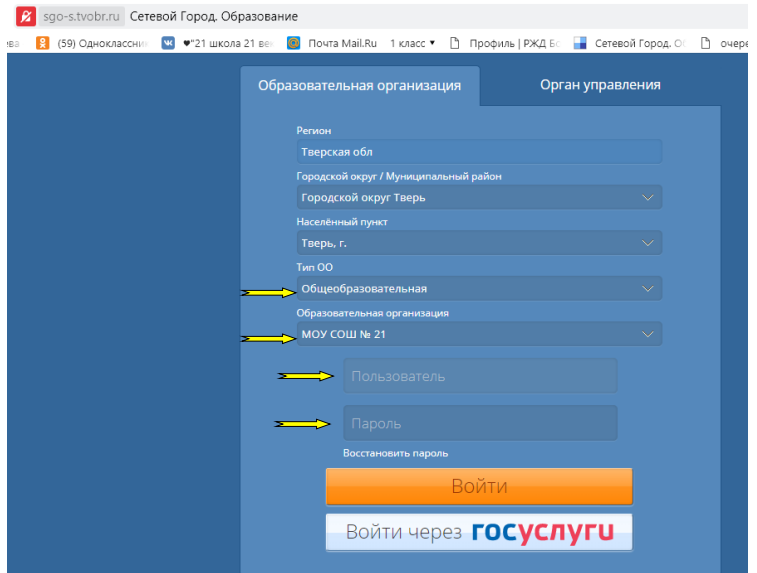 sgo-s.tvobr.ru Сетевой Город. Образование
ева (59) Одноклассни ♥"21 школа 21 ве Почта Mail.Ru 1 класс ▼ Профиль | РЖД Бо Сетевой Город. О очере
Образовательная организация Орган управления
Регион
Тверская обл
Городской округ / Муниципальный район
Городской округ Тверь
Населённый пункт
Тверь, г.
Тип ОО
Общеобразовательная
Образовательная организация
МОУ СОШ № 21
Пользователь
Пароль
Восстановить пароль
Войти
Войти через госуслуги